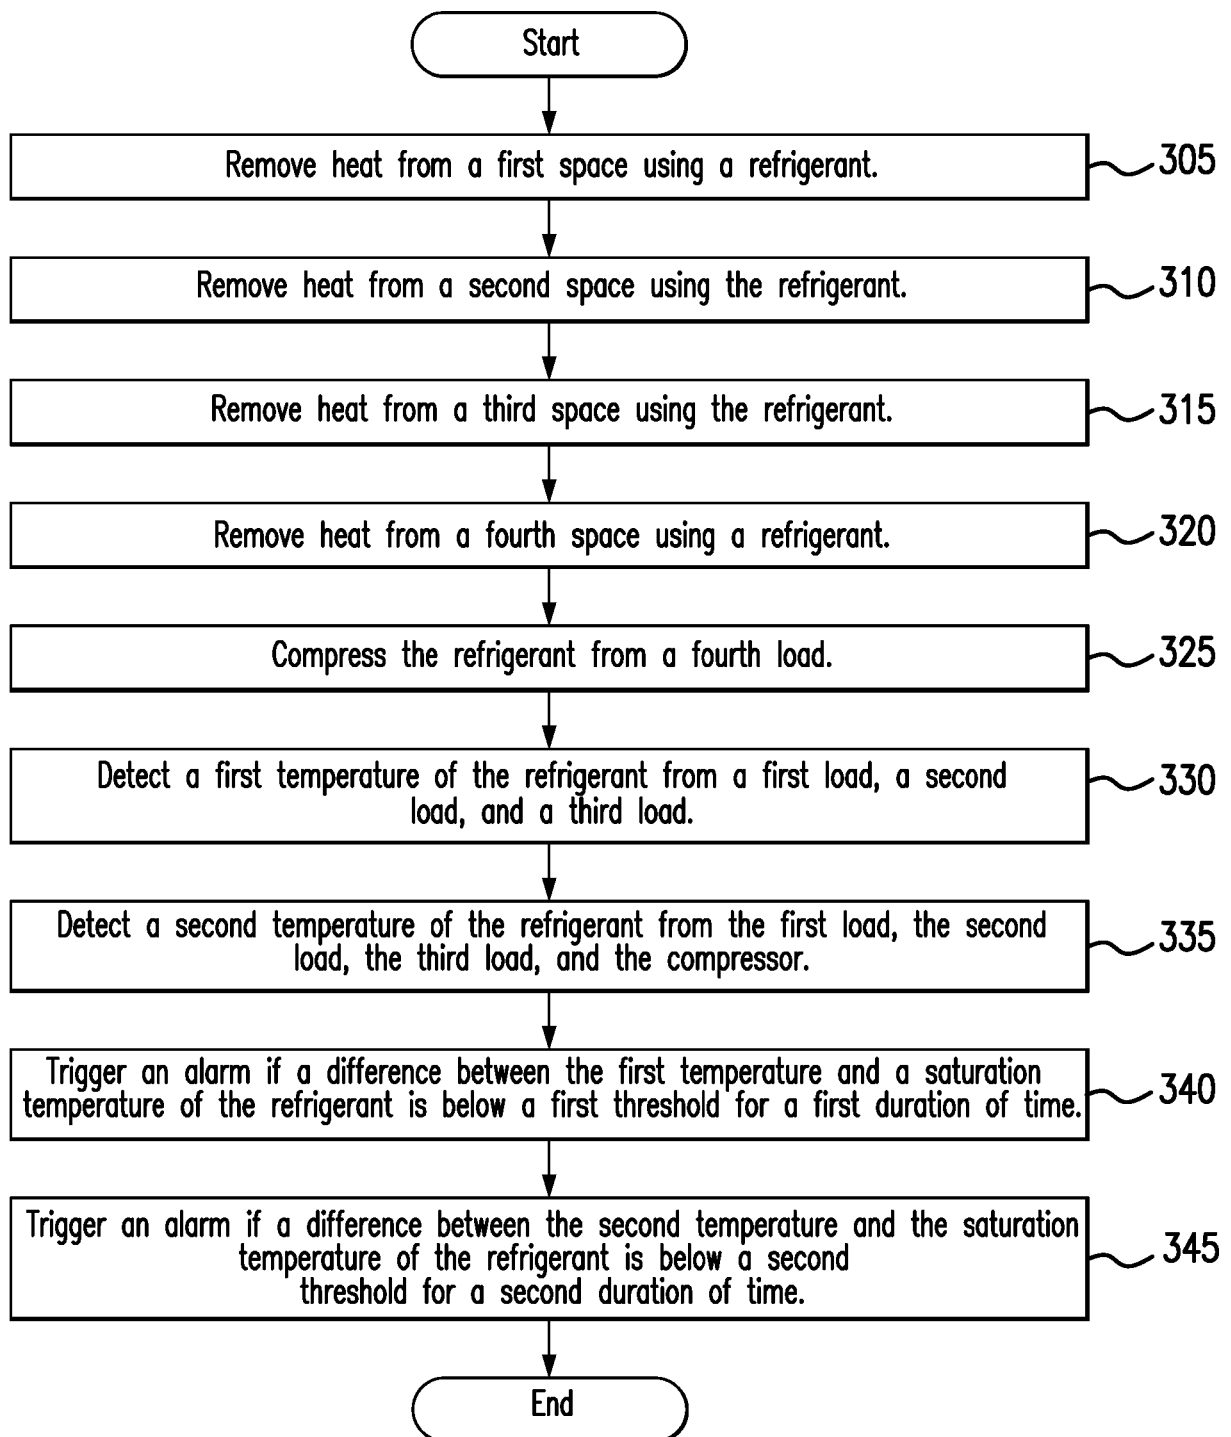 Start
Remove heat from a first space using a refrigerant.
305
Remove heat from a second space using the refrigerant.
310
Remove heat from a third space using the refrigerant.
315
Remove heat from a fourth space using a refrigerant.
320
Compress the refrigerant from a fourth load.
325
Detect a first temperature of the refrigerant from a first load, a second
load, and a third load.
330
Detect a second temperature of the refrigerant from the first load, the second
load, the third load, and the compressor.
335
Trigger an alarm if a difference between the first temperature and a saturation
temperature of the refrigerant is below a first threshold for a first duration of time.
340
Trigger an alarm if a difference between the second temperature and the saturation
temperature of the refrigerant is below a second
threshold for a second duration of time.
345
End